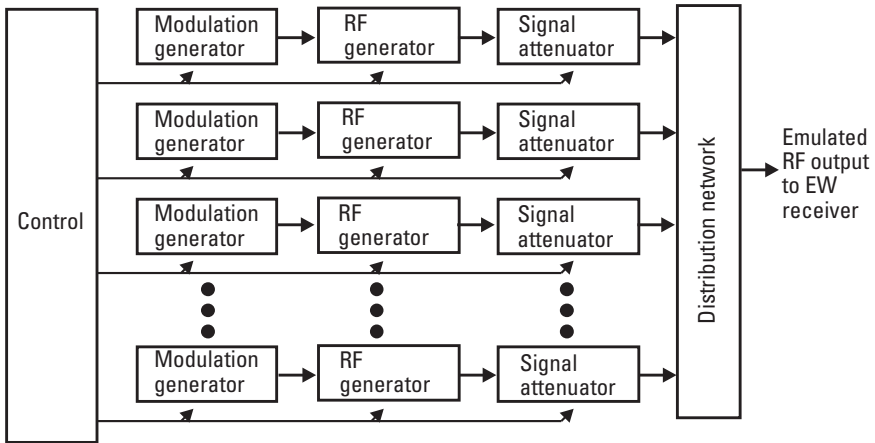 Modulation
generator
RF
generator
Signal
attenuator
Modulation
generator
RF
generator
Signal
attenuator
Control
Modulation
generator
RF
generator
Signal
attenuator
Modulation
generator
RF
generator
Signal
attenuator
Distribution network
Emulated
RF output
to EW
receiver